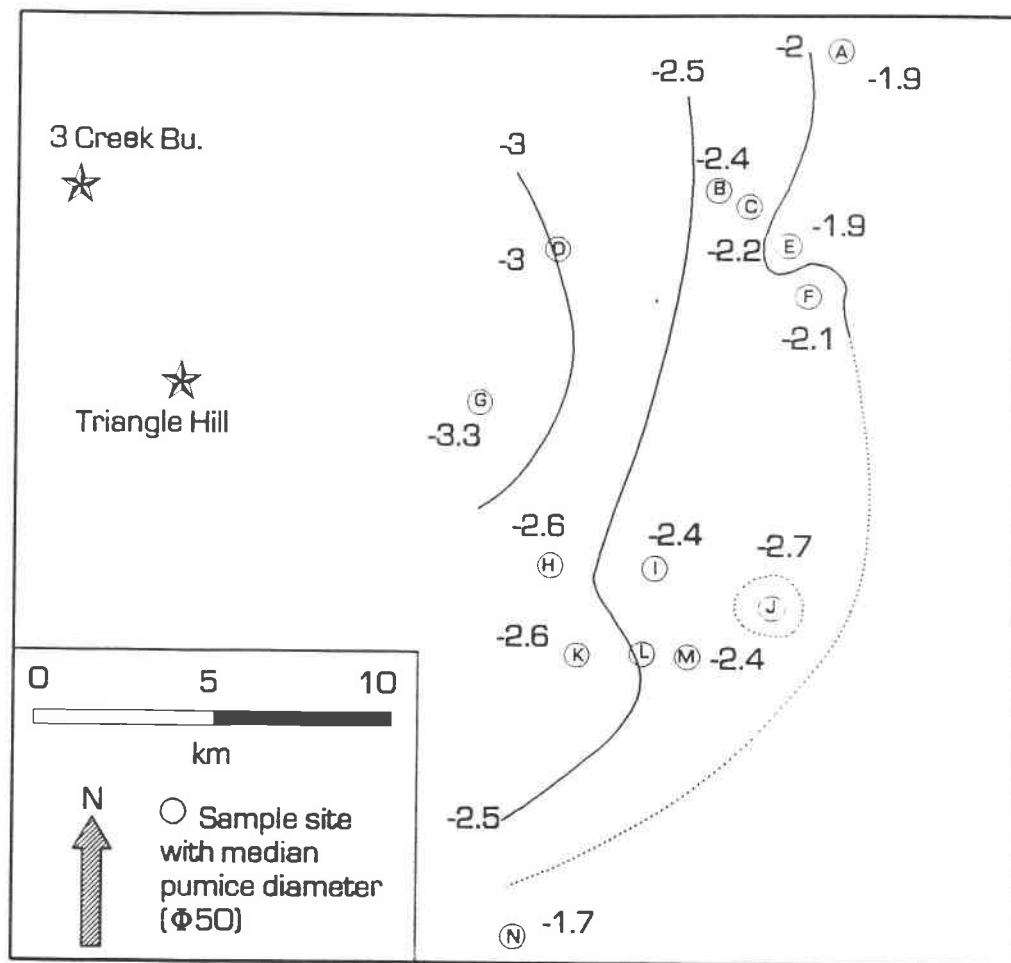 -2
A
-1.9
-2.5
3 Creek Bu.
-3
-2.4
B
C
-1.9
-2.2
E
-3
D
F
-2.1
Triangle Hill
G
-3.3
-2.6
-2.4
-2.7
H
I
J
-2.6
K
L
M
-2.4
0 5 10
km
N
Sample site
with median
pumice diameter
(Φ50)
-2.5
N
-1.7